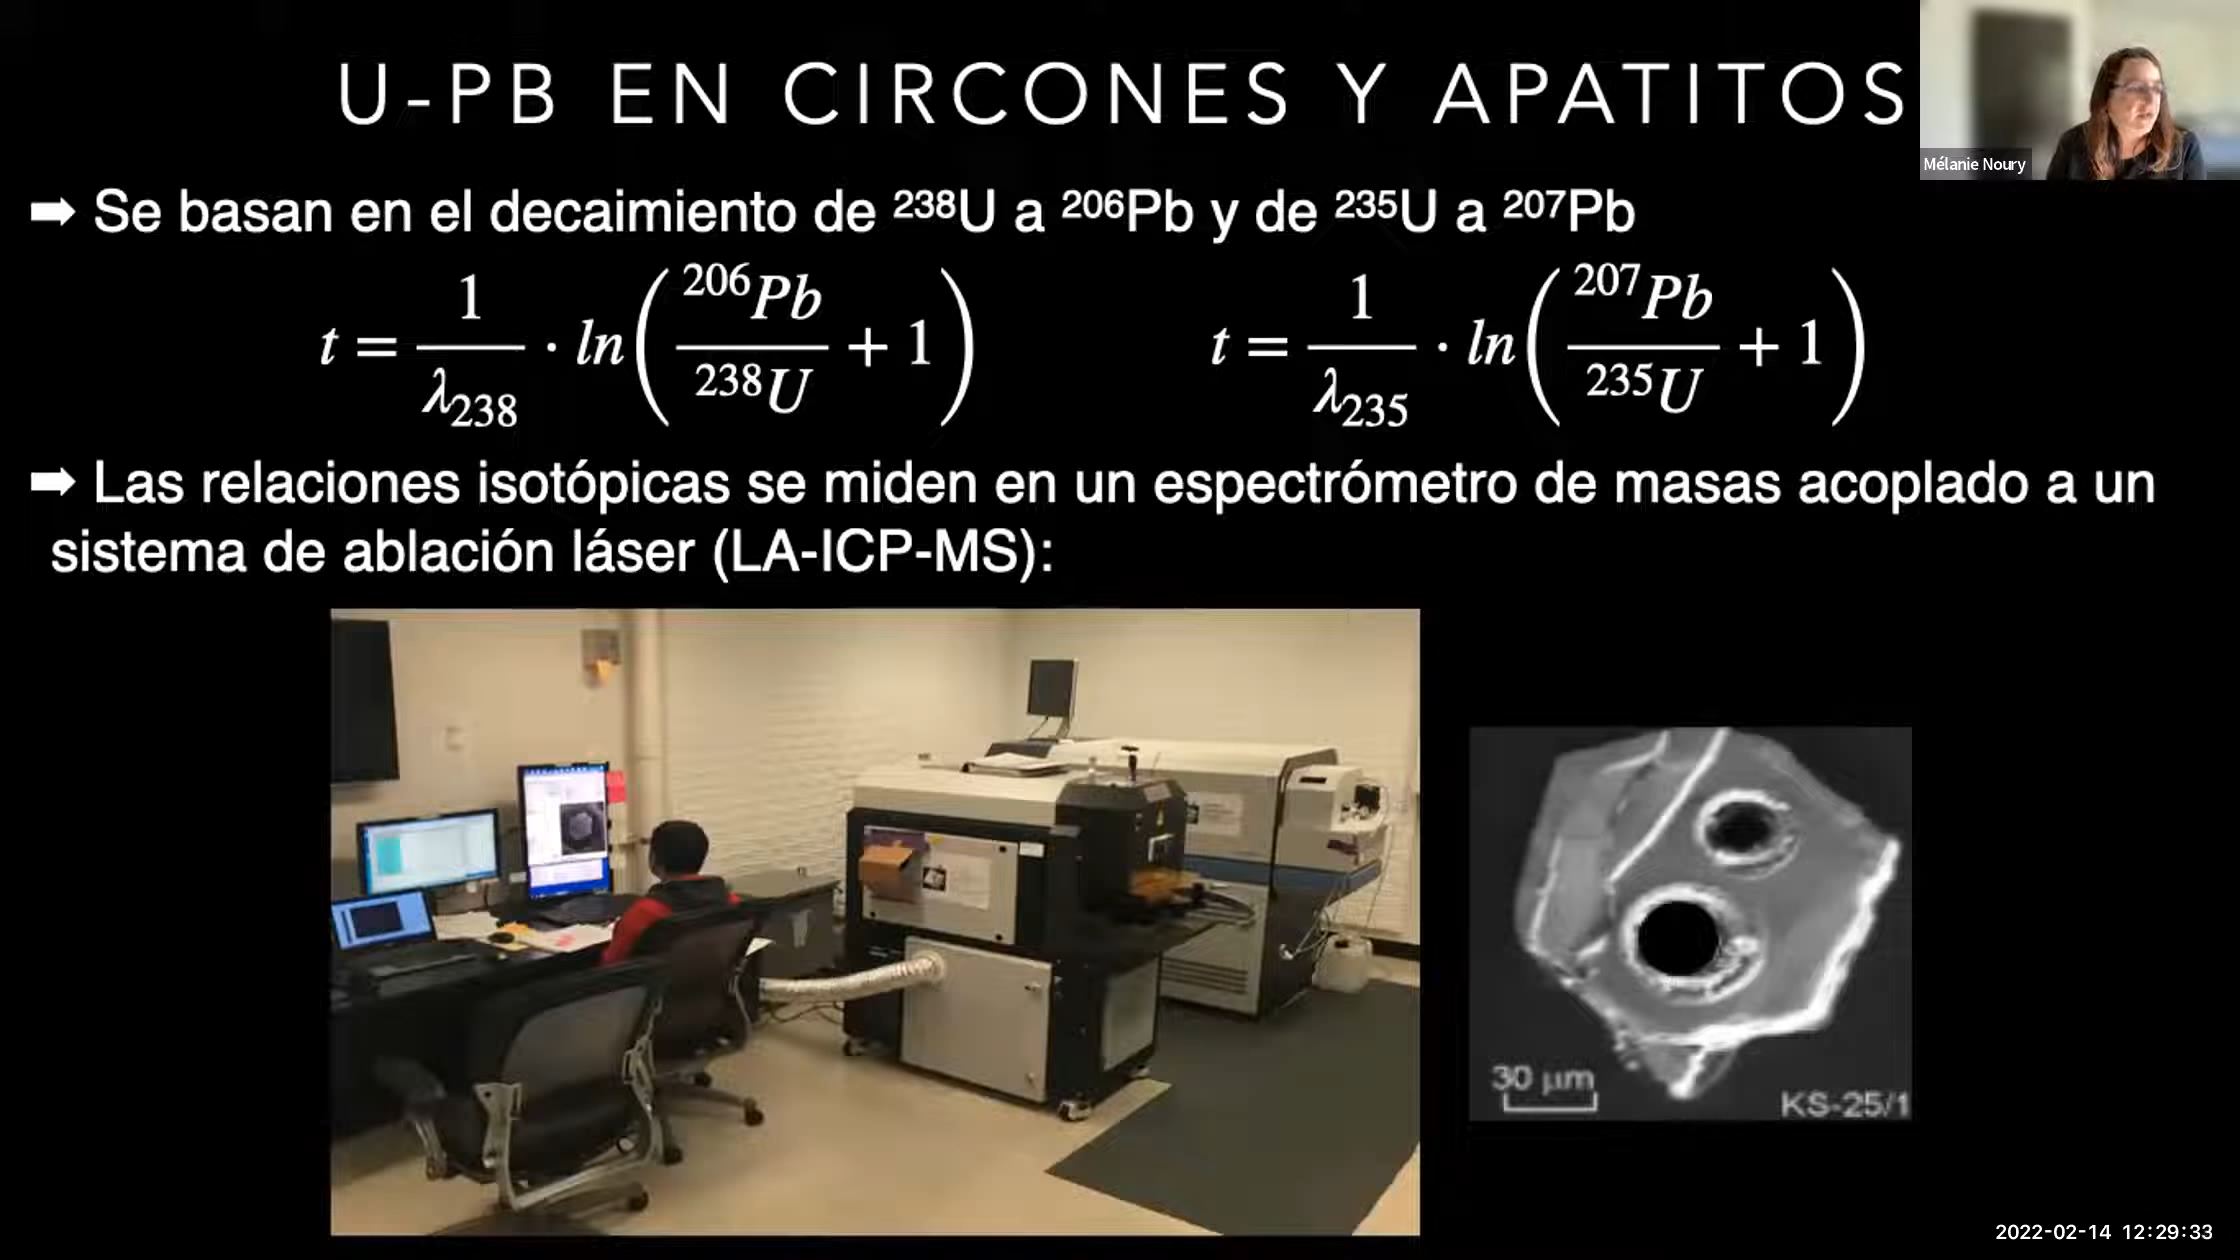 U-PB EN CIRCONES Y APATITOS
Mélanie Noury
➡ Se basan en el decaimiento de ²³⁸U a ²⁰⁶Pb y de ²³⁵U a ²⁰⁷Pb
t = 1/λ₂₃₈ · ln(²⁰⁶Pb/²³⁸U + 1)
t = 1/λ₂₃₅ · ln(²⁰⁷Pb/²³⁵U + 1)
➡ Las relaciones isotópicas se miden en un espectrómetro de masas acoplado a un
sistema de ablación láser (LA-ICP-MS):
30 µm
KS-25/1
2022-02-14 12:29:33